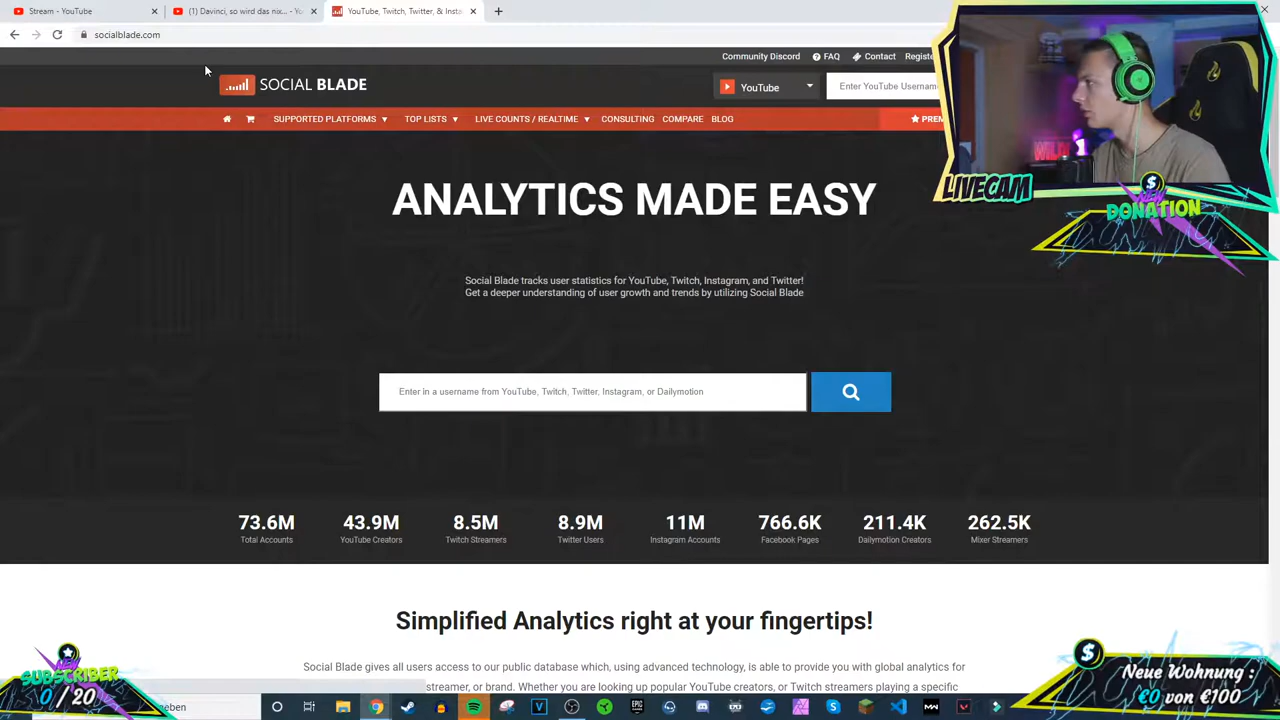 Stream - YouTube
(1) Davinci, so wird das nix... - Yo
YouTube, Twitch, Twitter, & Insta
socialblade.com
Community Discord
FAQ
Contact
Registe
SOCIAL BLADE
YouTube
Enter YouTube Usernam
SUPPORTED PLATFORMS
TOP LISTS
LIVE COUNTS / REALTIME
CONSULTING
COMPARE
BLOG
PREM
WILD
LIVECAM
NEW
DONATION
ANALYTICS MADE EASY
Social Blade tracks user statistics for YouTube, Twitch, Instagram, and Twitter!
Get a deeper understanding of user growth and trends by utilizing Social Blade
Enter in a username from YouTube, Twitch, Twitter, Instagram, or Dailymotion
73.6M
Total Accounts
43.9M
YouTube Creators
8.5M
Twitch Streamers
8.9M
Twitter Users
11M
Instagram Accounts
766.6K
Facebook Pages
211.4K
Dailymotion Creators
262.5K
Mixer Streamers
Simplified Analytics right at your fingertips!
Social Blade gives all users access to our public database which, using advanced technology, is able to provide you with global analytics for
streamer, or brand. Whether you are looking up popular YouTube creators, or Twitch streamers playing a specific
NEW
SUBSCRIBER
0 / 20
Neue Wohnung :
€0 von €100
eben